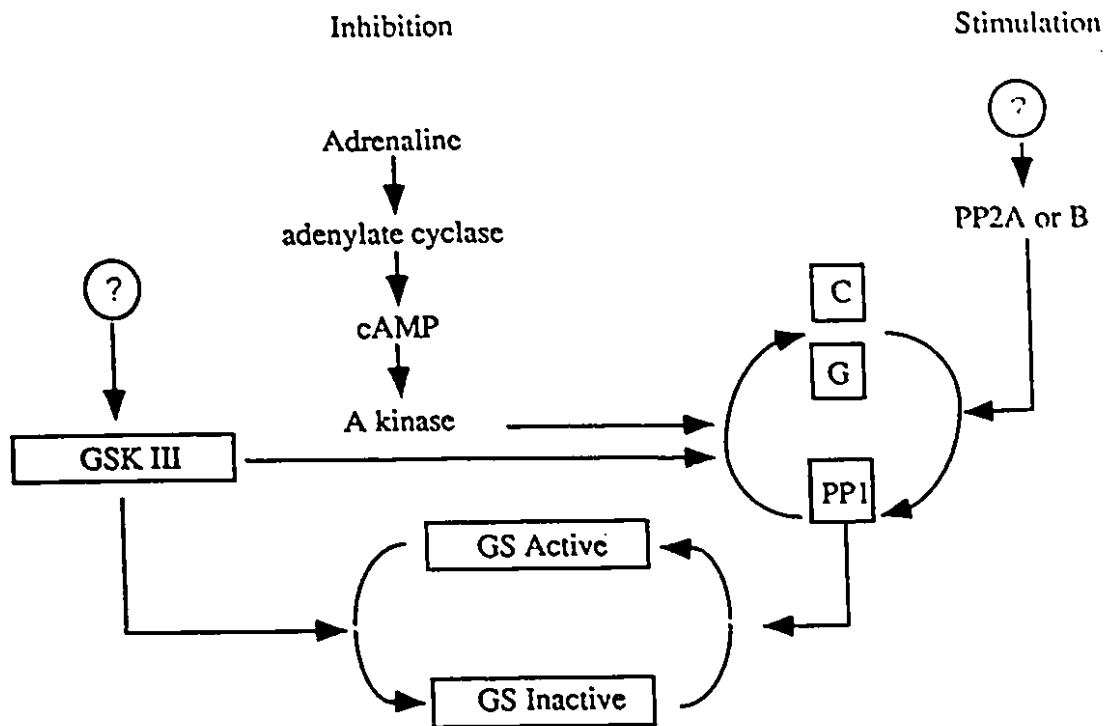 Inhibition
Stimulation
?
Adrenaline
PP2A or B
adenylate cyclase
?
C
cAMP
G
A kinase
GSK III
PP1
GS Active
GS Inactive